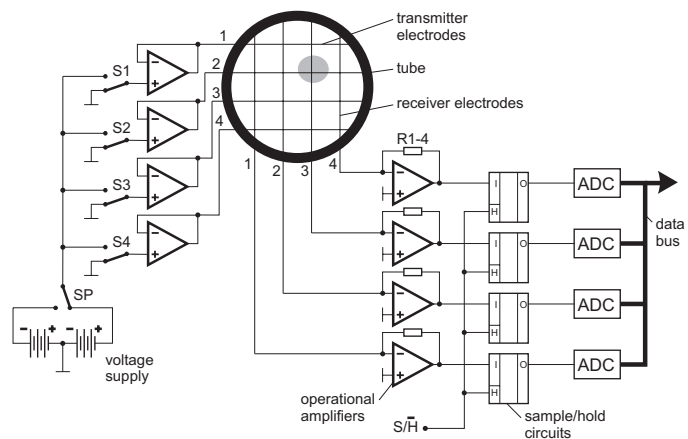 transmitter
electrodes
tube
receiver electrodes
1
2
3
4
S1
S2
S3
S4
- +
- +
- +
- +
1
2
3
4
R1-4
- +
- +
- +
- +
I O
H
I O
H
I O
H
I O
H
ADC
ADC
ADC
ADC
data
bus
SP
- + - +
voltage
supply
operational
amplifiers
S/H̅
sample/hold
circuits